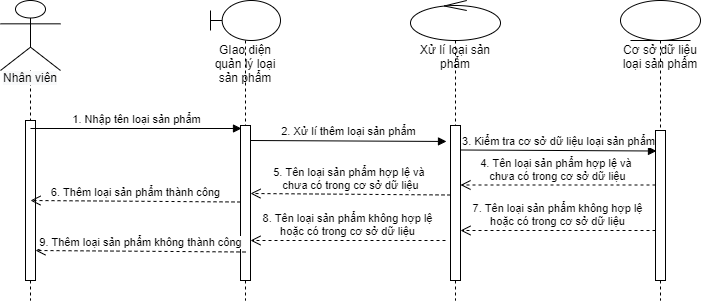 Nhân viên
Giao diện
quản lý loại
sản phẩm
Xử lí loại sản
phẩm
Cơ sở dữ liệu
loại sản phẩm
1. Nhập tên loại sản phẩm
2. Xử lí thêm loại sản phẩm
3. Kiểm tra cơ sở dữ liệu loại sản phẩm
4. Tên loại sản phẩm hợp lệ và
chưa có trong cơ sở dữ liệu
5. Tên loại sản phẩm hợp lệ và
chưa có trong cơ sở dữ liệu
6. Thêm loại sản phẩm thành công
7. Tên loại sản phẩm không hợp lệ
hoặc có trong cơ sở dữ liệu
8. Tên loại sản phẩm không hợp lệ
hoặc có trong cơ sở dữ liệu
9. Thêm loại sản phẩm không thành công